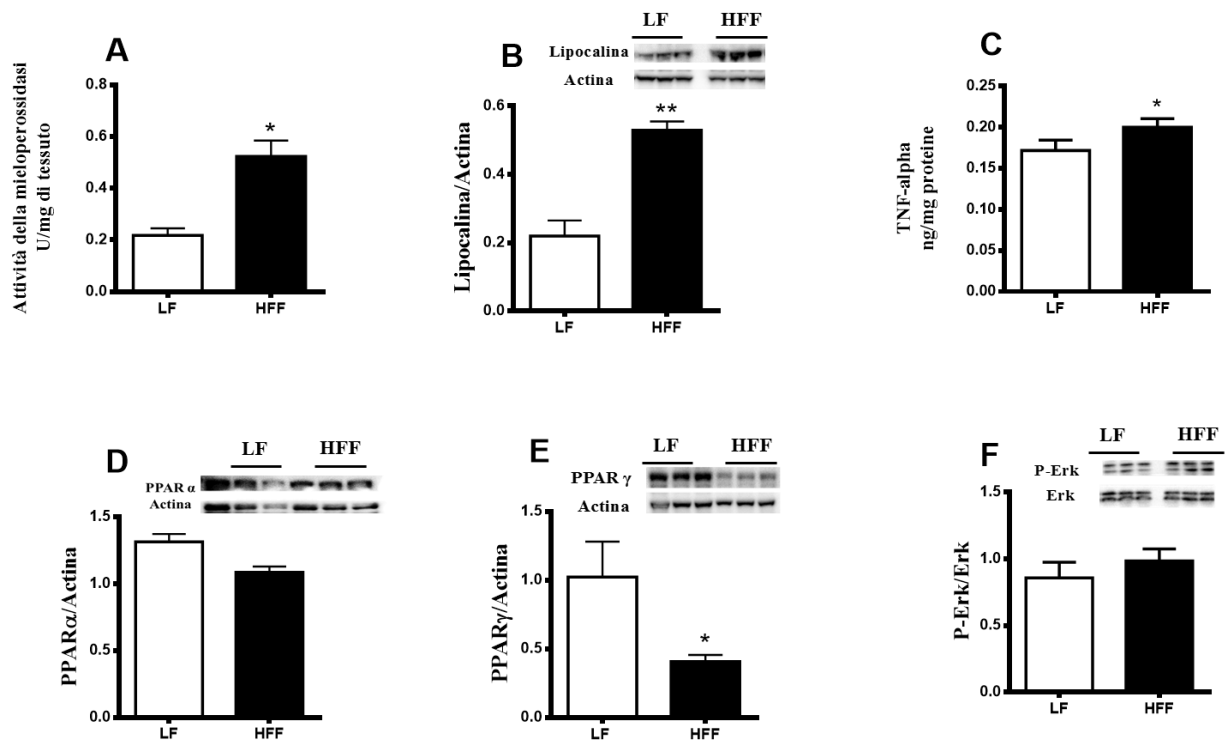 A
Attività della mieloperossidasi
U/mg di tessuto
0.8
0.6
0.4
0.2
0.0
*
LF
HFF
B
LF
HFF
Lipocalina
Actina
Lipocalina/Actina
0.6
0.4
0.2
0.0
**
LF
HFF
C
TNF-alpha
ng/mg proteine
0.25
0.20
0.15
0.10
0.05
0.00
*
LF
HFF
D
LF
HFF
PPAR α
Actina
PPARα/Actina
1.5
1.0
0.5
0.0
LF
HFF
E
LF
HFF
PPAR γ
Actina
PPARγ/Actina
1.5
1.0
0.5
0.0
*
LF
HFF
F
LF
HFF
P-Erk
Erk
P-Erk/Erk
1.5
1.0
0.5
0.0
LF
HFF